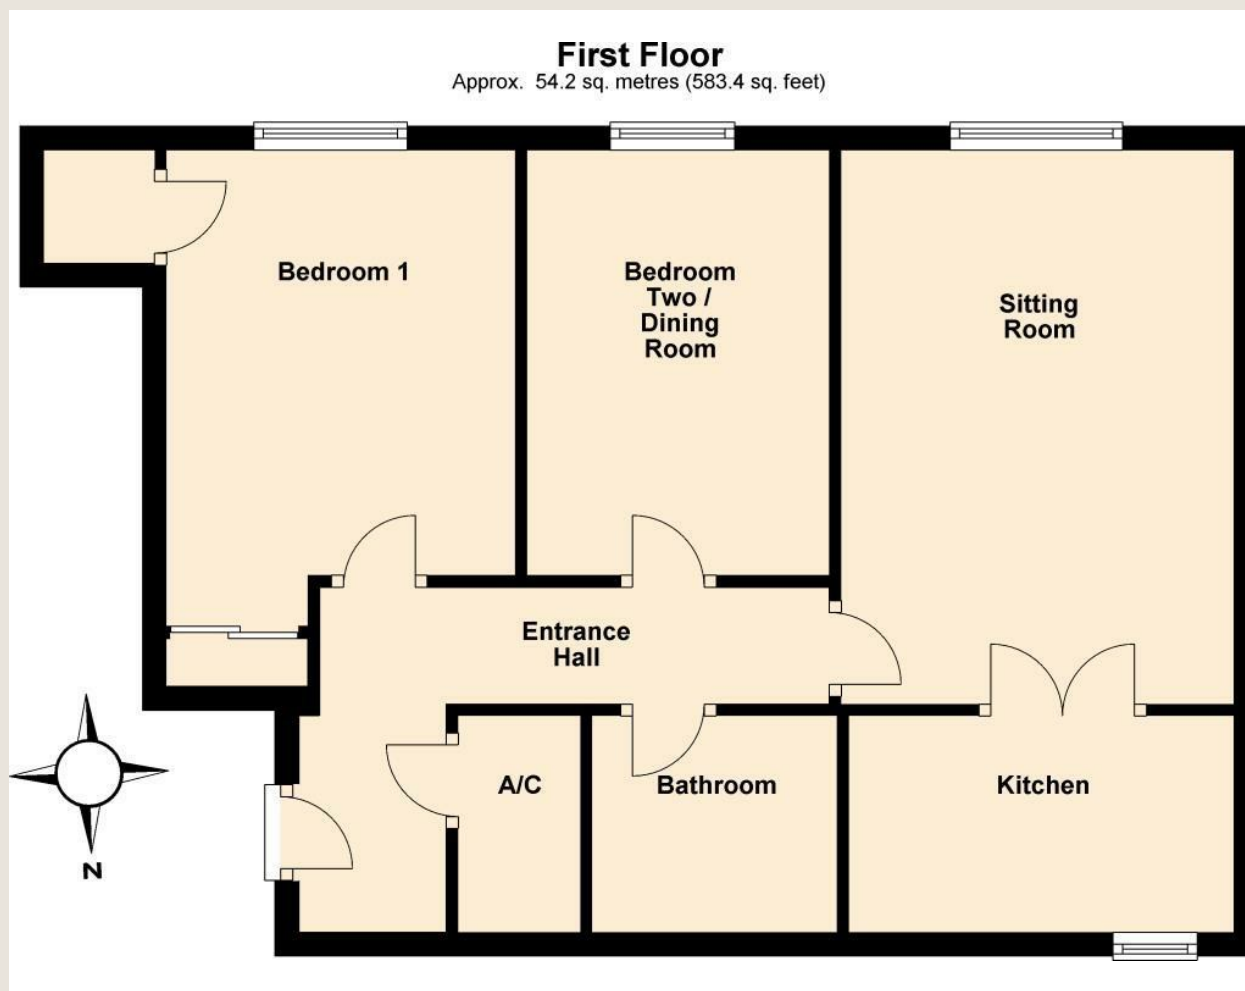 First Floor
Approx. 54.2 sq. metres (583.4 sq. feet)
Bedroom 1
Bedroom
Two /
Dining
Room
Sitting
Room
Entrance
Hall
A/C
Bathroom
Kitchen
N